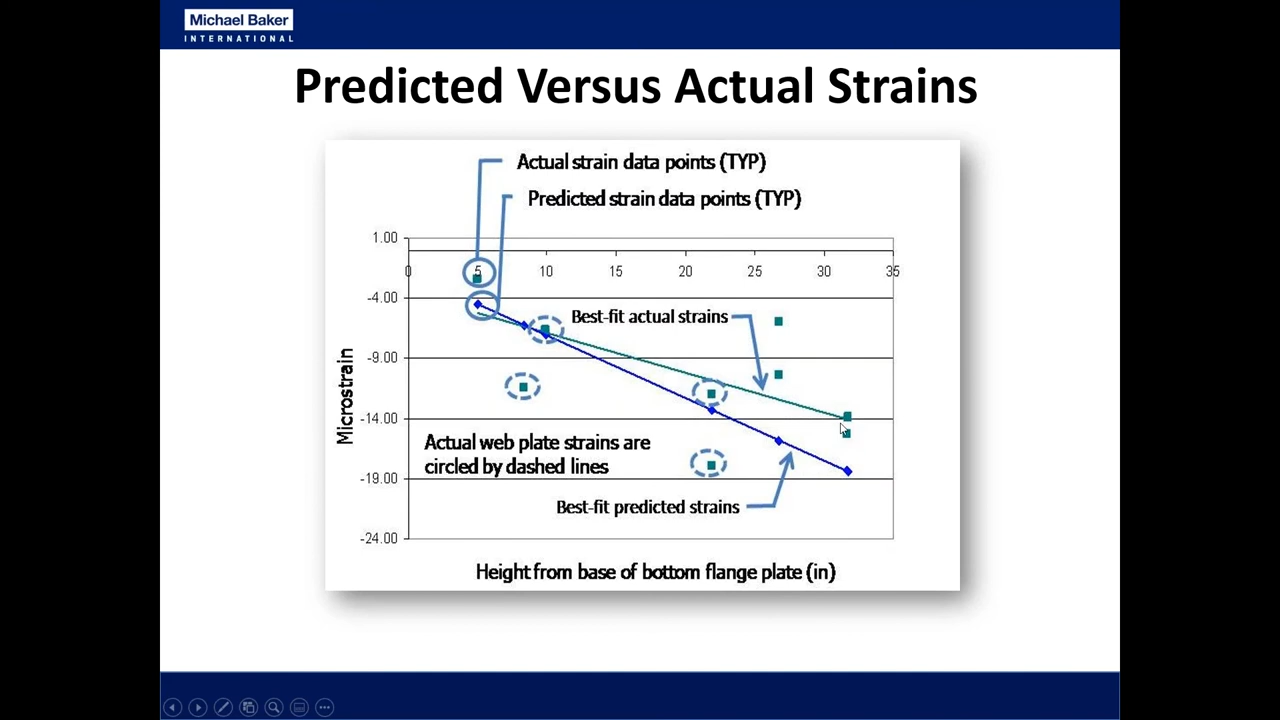 Michael Baker
INTERNATIONAL
Predicted Versus Actual Strains
Actual strain data points (TYP)
Predicted strain data points (TYP)
1.00
0 5 10 15 20 25 30 35
-4.00
Best-fit actual strains
-9.00
Microstrain
-14.00
Actual web plate strains are
circled by dashed lines
-19.00
Best-fit predicted strains
-24.00
Height from base of bottom flange plate (in)